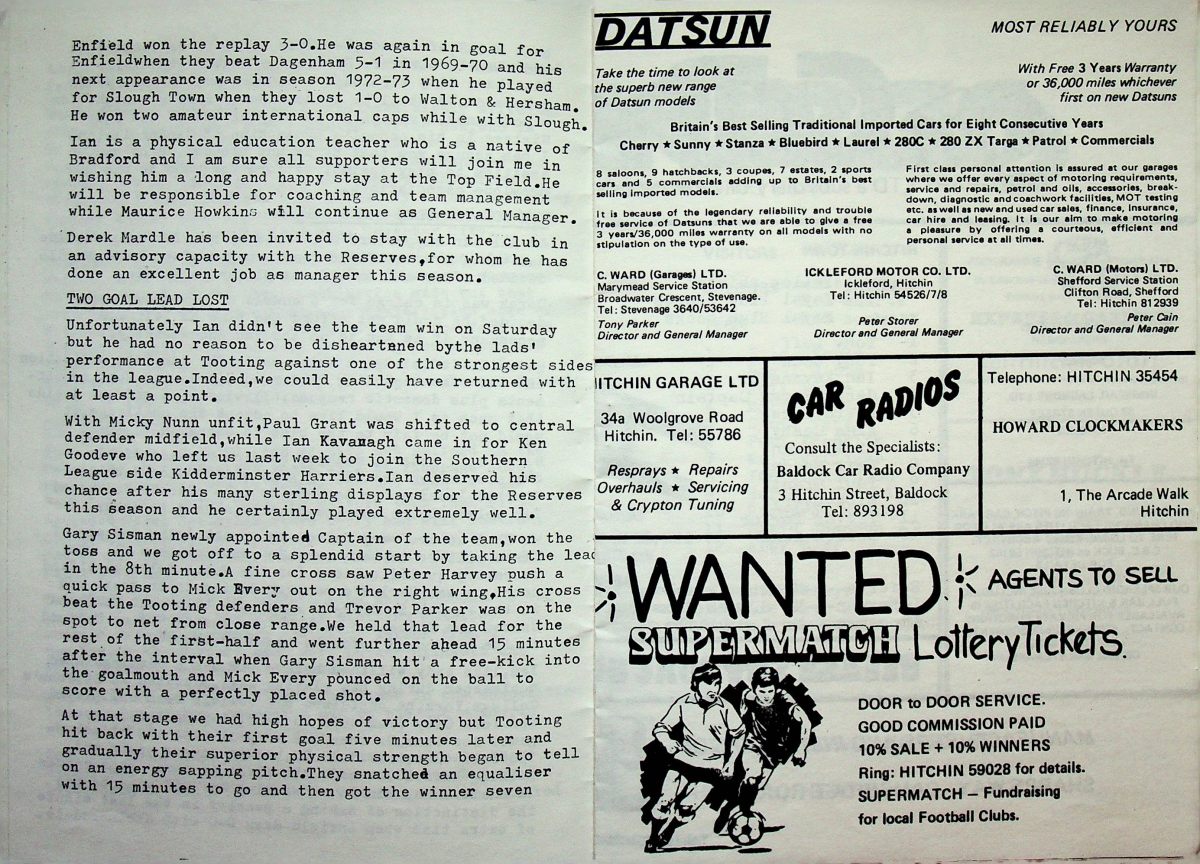 Enfield won the replay 3-0.He was again in goal for
Enfieldwhen they beat Dagenham 5-1 in 1969-70 and his
next appearance was in season 1972-73 when he played
for Slough Town when they lost 1-0 to Walton & Hersham.
He won two amateur international caps while with Slough.
Ian is a physical education teacher who is a native of
Bradford and I am sure all supporters will join me in
wishing him a long and happy stay at the Top Field.He
will be responsible for coaching and team management
while Maurice Howkins will continue as General Manager.
Derek Mardle has been invited to stay with the club in
an advisory capacity with the Reserves,for whom he has
done an excellent job as manager this season.
TWO GOAL LEAD LOST
Unfortunately Ian didn't see the team win on Saturday
but he had no reason to be disheartnned bythe lads'
performance at Tooting against one of the strongest sides
in the league.Indeed,we could easily have returned with
at least a point.
With Micky Nunn unfit,Paul Grant was shifted to central
defender midfield,while Ian Kavanagh came in for Ken
Goodeve who left us last week to join the Southern
League side Kidderminster Harriers.Ian deserved his
chance after his many sterling displays for the Reserves
this season and he certainly played extremely well.
Gary Sisman newly appointed Captain of the team,won the
toss and we got off to a splendid start by taking the lead
in the 8th minute.A fine cross saw Peter Harvey push a
quick pass to Mick Every out on the right wing.His cross
beat the Tooting defenders and Trevor Parker was on the
spot to net from close range.We held that lead for the
rest of the first-half and went further ahead 15 minutes
after the interval when Gary Sisman hit a free-kick into
the goalmouth and Mick Every pounced on the ball to
score with a perfectly placed shot.
At that stage we had high hopes of victory but Tooting
hit back with their first goal five minutes later and
gradually their superior physical strength began to tell
on an energy sapping pitch.They snatched an equaliser
with 15 minutes to go and then got the winner seven
DATSUN
MOST RELIABLY YOURS
Take the time to look at
the superb new range
of Datsun models
With Free 3 Years Warranty
or 36,000 miles whichever
first on new Datsuns
Britain's Best Selling Traditional Imported Cars for Eight Consecutive Years
Cherry ★ Sunny ★ Stanza ★ Bluebird ★ Laurel ★ 280C ★ 280 ZX Targa ★ Patrol ★ Commercials
8 saloons, 9 hatchbacks, 3 coupes, 7 estates, 2 sports
cars and 5 commercials adding up to Britain's best
selling imported models.
It is because of the legendary reliability and trouble
free service of Datsuns that we are able to give a free
3 years/36,000 miles warranty on all models with no
stipulation on the type of use.
First class personal attention is assured at our garages
where we offer every aspect of motoring requirements,
service and repairs, petrol and oils, accessories, break-
down, diagnostic and coachwork facilities, MOT testing
etc. as well as new and used car sales, finance, insurance,
car hire and leasing. It is our aim to make motoring
a pleasure by offering a courteous, efficient and
personal service at all times.
C. WARD (Garages) LTD.
Marymead Service Station
Broadwater Crescent, Stevenage.
Tel: Stevenage 3640/53642
Tony Parker
Director and General Manager
ICKLEFORD MOTOR CO. LTD.
Ickleford, Hitchin
Tel: Hitchin 54526/7/8
Peter Storer
Director and General Manager
C. WARD (Motors) LTD.
Shefford Service Station
Clifton Road, Shefford
Tel: Hitchin 812939
Peter Cain
Director and General Manager
ITCHIN GARAGE LTD
34a Woolgrove Road
Hitchin. Tel: 55786
Resprays ★ Repairs
Overhauls ★ Servicing
& Crypton Tuning
CAR RADIOS
Consult the Specialists:
Baldock Car Radio Company
3 Hitchin Street, Baldock
Tel: 893198
Telephone: HITCHIN 35454
HOWARD CLOCKMAKERS
1, The Arcade Walk
Hitchin
WANTED. AGENTS TO SELL
SUPERMATCH Lottery Tickets.
DOOR to DOOR SERVICE.
GOOD COMMISSION PAID
10% SALE + 10% WINNERS
Ring: HITCHIN 59028 for details.
SUPERMATCH – Fundraising
for local Football Clubs.